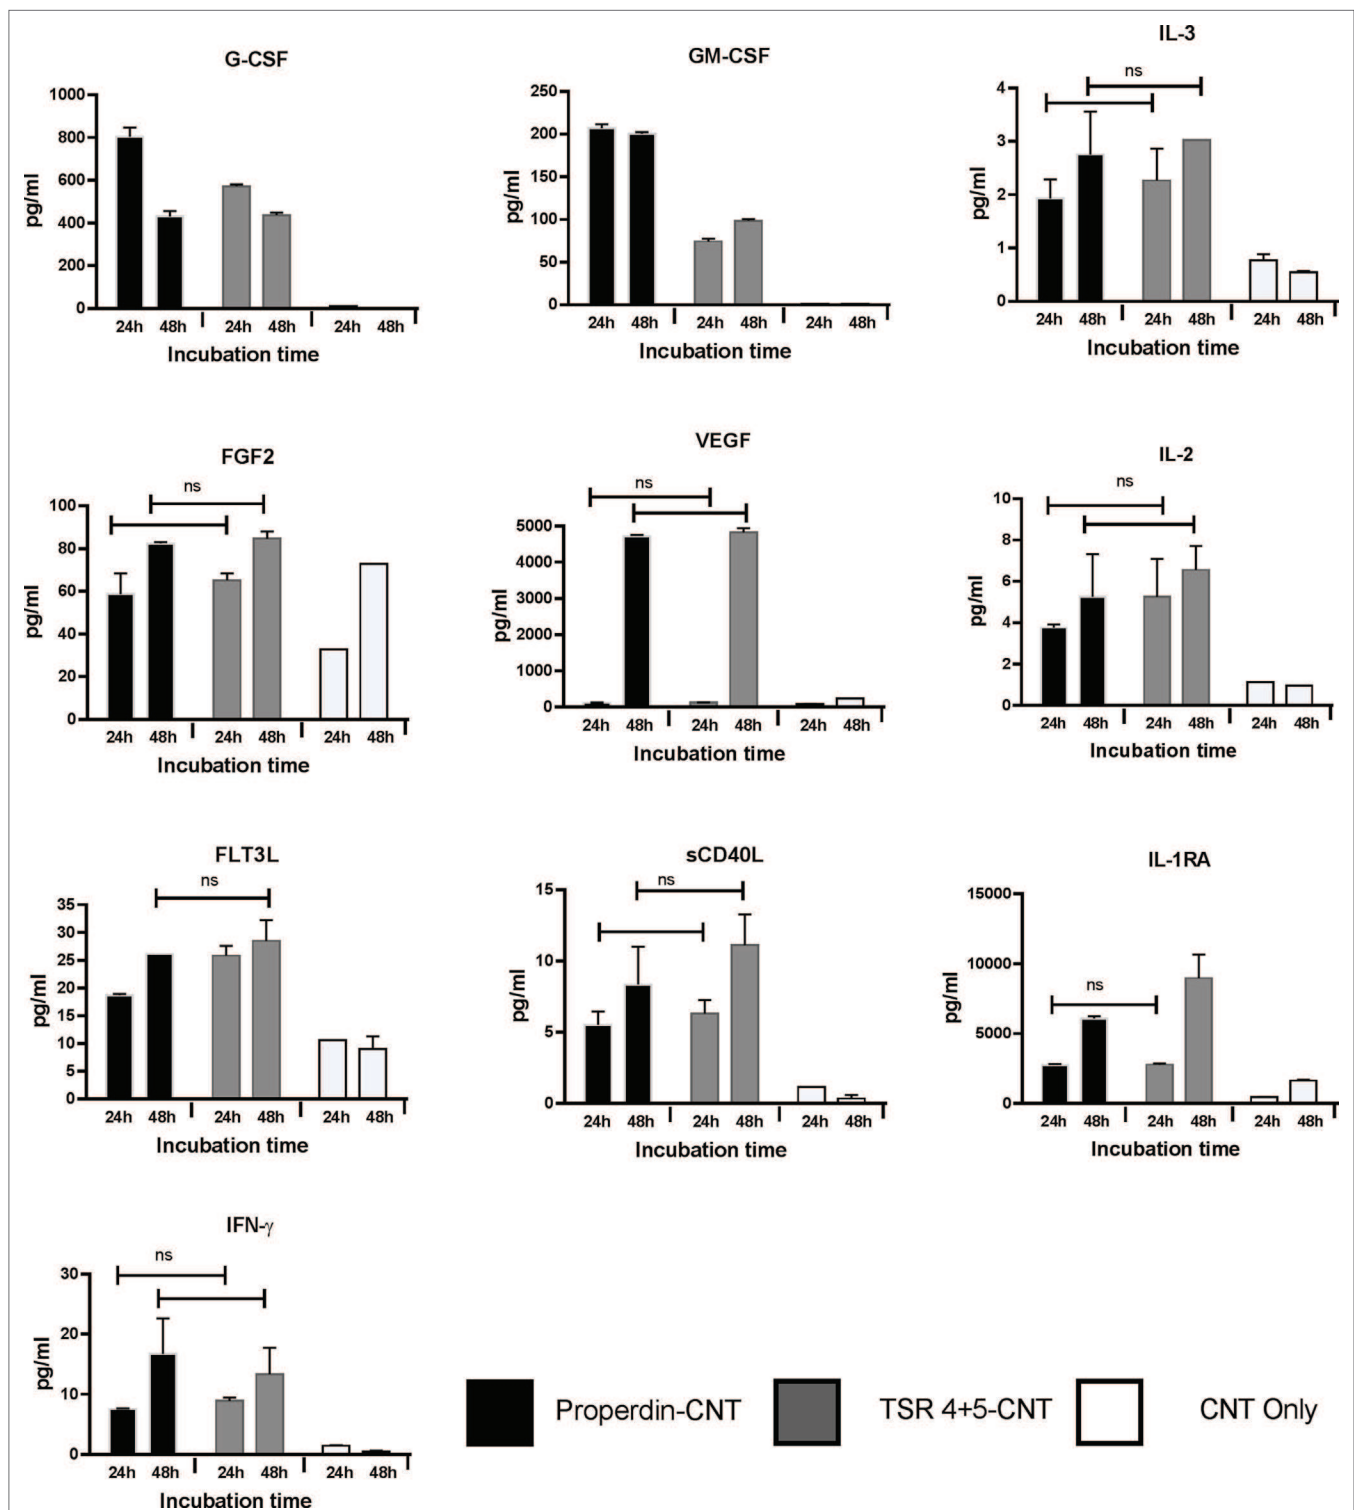 G-CSF
1000
800
600
400
200
0
pg/ml
24h 48h 24h 48h 24h 48h
Incubation time
GM-CSF
250
200
150
100
50
0
pg/ml
24h 48h 24h 48h 24h 48h
Incubation time
IL-3
ns
4
3
2
1
0
pg/ml
24h 48h 24h 48h 24h 48h
Incubation time
FGF2
ns
100
80
60
40
20
0
pg/ml
24h 48h 24h 48h 24h 48h
Incubation time
VEGF
ns
5000
4000
3000
2000
1000
0
pg/ml
24h 48h 24h 48h 24h 48h
Incubation time
IL-2
ns
10
8
6
4
2
0
pg/ml
24h 48h 24h 48h 24h 48h
Incubation time
FLT3L
ns
35
30
25
20
15
10
5
0
pg/ml
24h 48h 24h 48h 24h 48h
Incubation time
sCD40L
ns
15
10
5
0
pg/ml
24h 48h 24h 48h 24h 48h
Incubation time
IL-1RA
ns
15000
10000
5000
0
pg/ml
24h 48h 24h 48h 24h 48h
Incubation time
IFN-γ
ns
30
20
10
0
pg/ml
24h 48h 24h 48h 24h 48h
Incubation time
Properdin-CNT TSR 4+5-CNT CNT Only